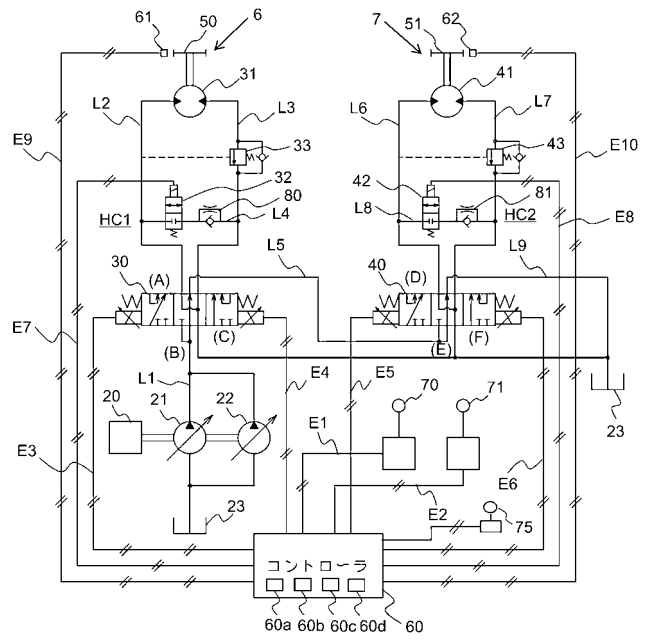 61 50 6 7 51 62
31 41
L2 L3 L6 L7
E9 33 43 E10
32 80 42 81
HC1 L4 L8 HC2 E8
L5 L9
30 (A) 40 (D)
E7 (B) (C) (E) (F)
L1 E4 E5 70 71 23
20 21 22 E1
E3 E2 E6
23 75
コントローラ
60a 60b 60c 60d 60